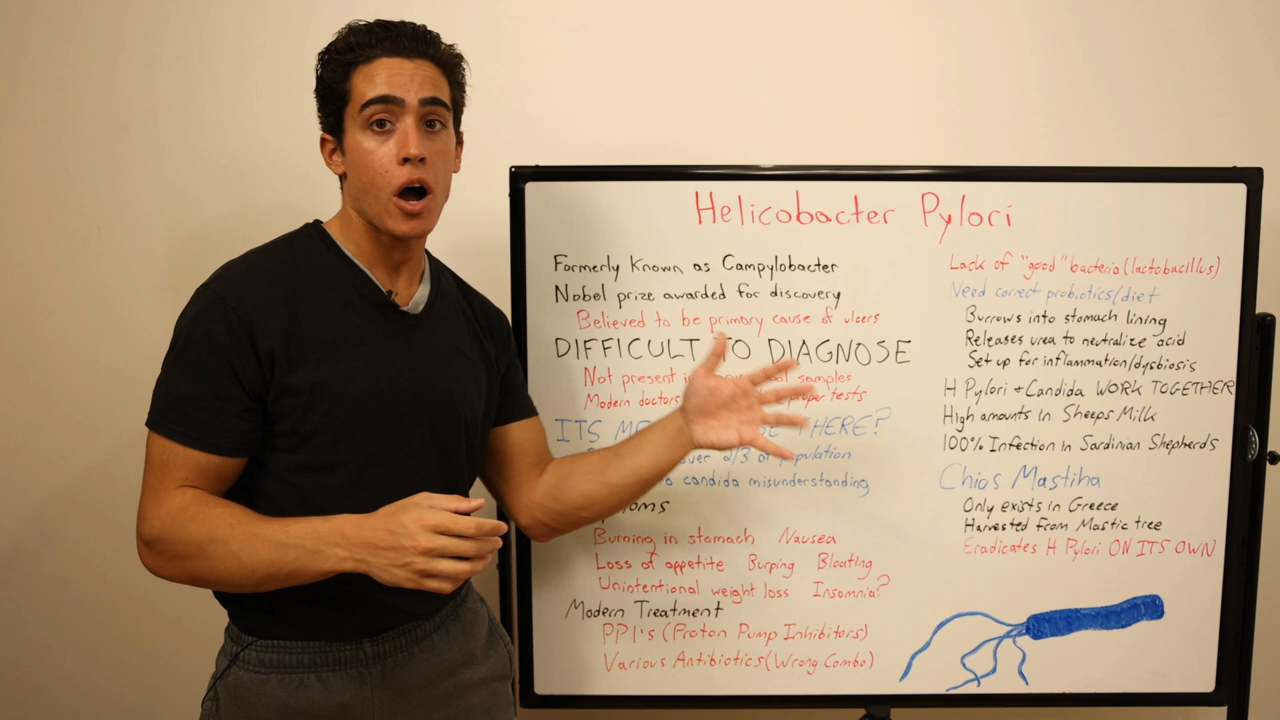 Helicobacter Pylori
Formerly Known as Campylobacter
Nobel prize awarded for discovery
Believed to be primary cause of ulcers
DIFFICULT TO DIAGNOSE
Not present in samples
Modern doctors proper tests
ITS THERE?
over 2/3 of population
candida misunderstanding
Burning in stomach Nausea
Loss of appetite Burping Bloating
Unintentional weight loss Insomnia?
Modern Treatment
PPI's (Proton Pump Inhibitors)
Various Antibiotics (Wrong Combo)
Lack of "good" bacteria (lactobacillus)
Need correct probiotics/diet
Burrows into stomach lining
Releases urea to neutralize acid
Set up for inflammation/dysbiosis
H Pylori + Candida WORK TOGETHER
High amounts in Sheeps Milk
100% Infection In Sardinian Shepherds
Chios Mastiha
Only exists in Greece
Harvested from Mastic tree
Eradicates H Pylori ON ITS OWN